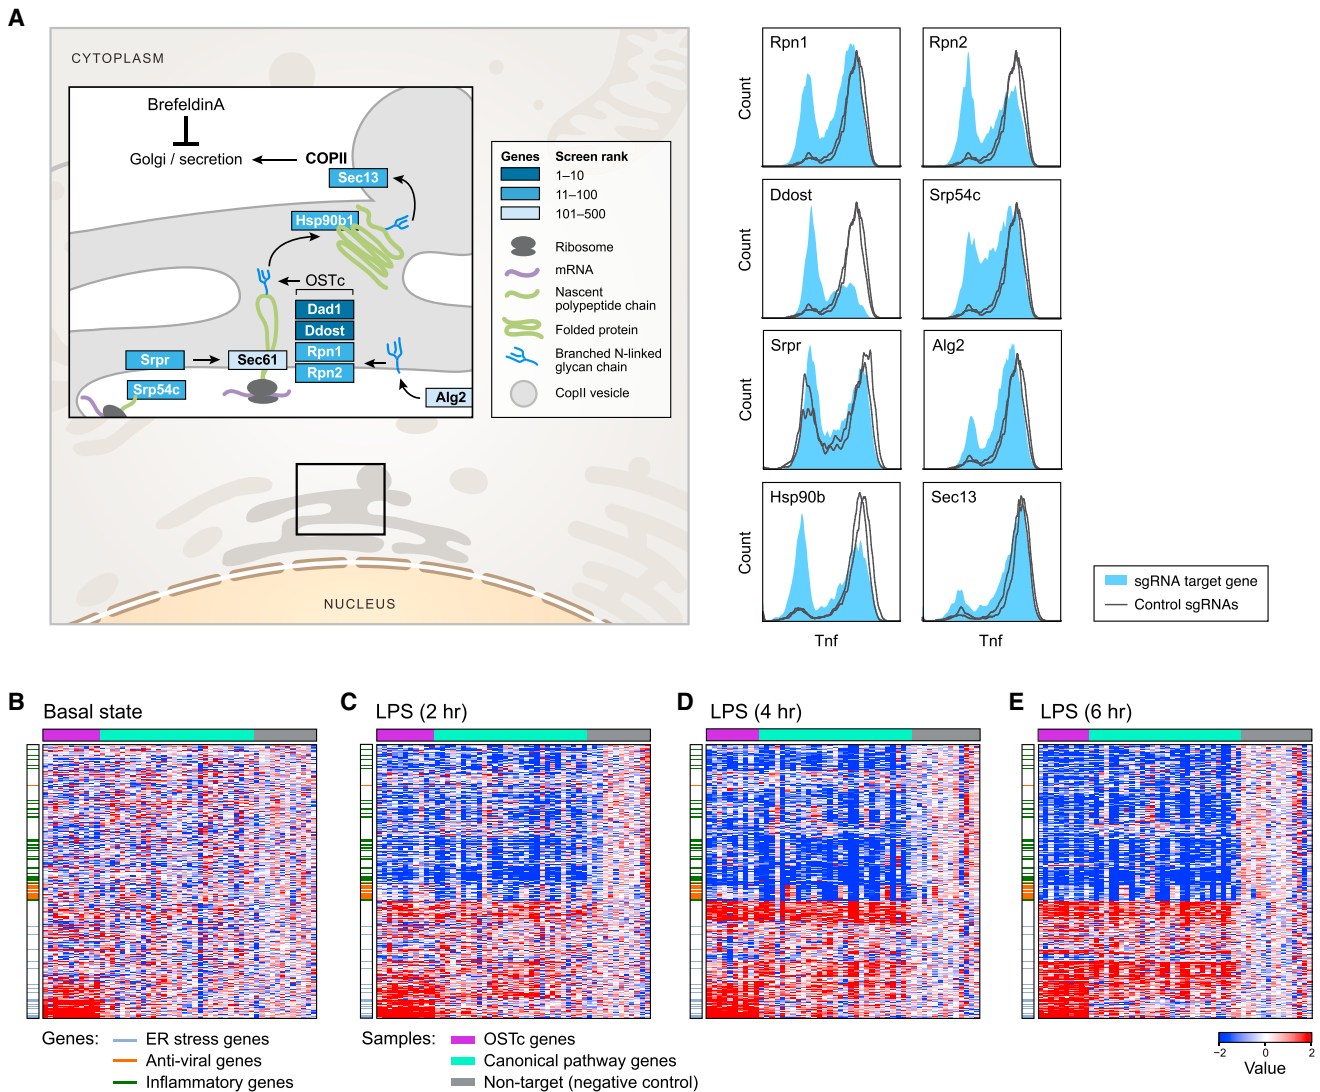 A
CYTOPLASM
BrefeldinA
Golgi / secretion
COPII
Sec13
Hsp90b1
OSTc
Dad1
Ddost
Rpn1
Rpn2
Srpr
Sec61
Srp54c
Alg2
NUCLEUS
Genes Screen rank
1–10
11–100
101–500
Ribosome
mRNA
Nascent
polypeptide chain
Folded protein
Branched N-linked
glycan chain
CopII vesicle
Rpn1 Rpn2
Count
Ddost Srp54c
Count
Srpr Alg2
Count
Hsp90b Sec13
Count
Tnf Tnf
sgRNA target gene
Control sgRNAs
B Basal state
C LPS (2 hr)
D LPS (4 hr)
E LPS (6 hr)
Genes: ER stress genes
Anti-viral genes
Inflammatory genes
Samples: OSTc genes
Canonical pathway genes
Non-target (negative control)
−2 0 2
Value